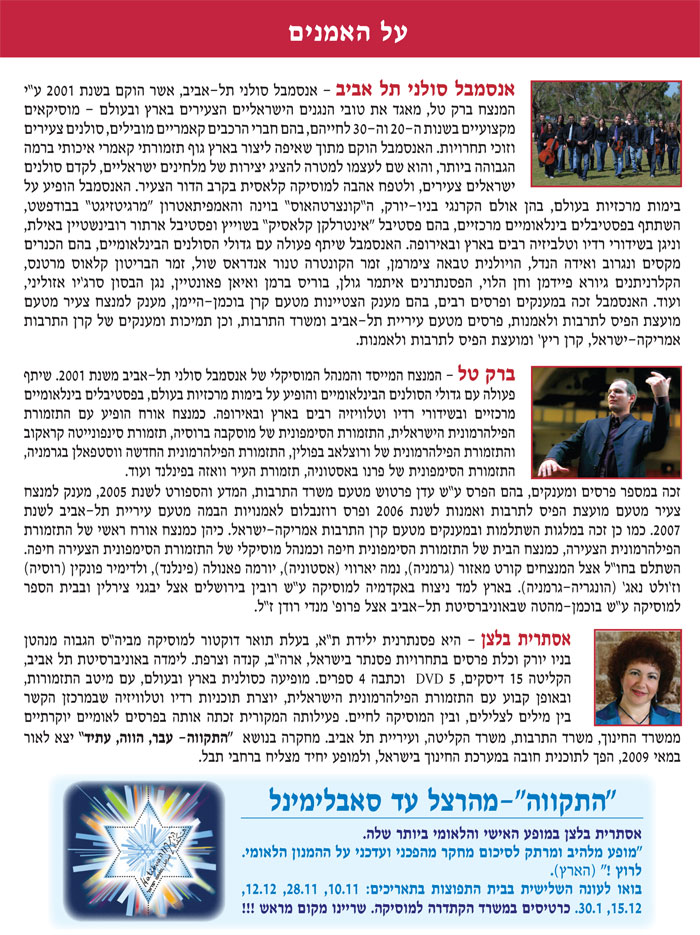 על האמנים
אנסמבל סולני תל אביב - אנסמבל סולני תל-אביב, אשר הוקם בשנת 2001 ע"י
המנצח ברק טל, מאגד את טובי הנגנים הישראליים הצעירים בארץ ובעולם - מוסיקאים
מקצועיים בשנות ה-20 וה-30 לחייהם, בהם חברי הרכבים קאמריים מובילים, סולנים צעירים
וזוכי תחרויות. האנסמבל הוקם מתוך שאיפה ליצור בארץ גוף תזמורתי קאמרי איכותי ברמה
הגבוהה ביותר, והוא שם לעצמו למטרה להציג יצירות של מלחינים ישראליים, לקדם סולנים
ישראלים צעירים, ולטפח אהבה למוסיקה קלאסית בקרב הדור הצעיר. האנסמבל הופיע על
בימות מרכזיות בעולם, בהן אולם הקרנגי בניו-יורק, ה"קונצרטהאוס" בוינה והאמפיתאטרון "מרגיטזיגט" בבודפשט,
השתתף בפסטיבלים בינלאומיים מרכזיים, בהם פסטיבל "אינטרלקן קלאסיק" בשוייץ ופסטיבל ארתור רובינשטיין באילת,
וניגן בשידורי רדיו וטלביזיה רבים בארץ ובאירופה. האנסמבל שיתף פעולה עם גדולי הסולנים הבינלאומיים, בהם הכנרים
מקסים ונגרוב ואידה הנדל, הויולנית טבאה צימרמן, זמר הקונטרה טנור אנדראס שול, זמר הבריטון קלאוס מרטנס,
הקלרניתנים גיורא פיידמן וחן הלוי, הפסנתרנים איתמר גולן, בוריס ברמן ואיאן פאונטיין, נגן הבסון סרג'יו אזוליני,
ועוד. האנסמבל זכה במענקים ופרסים רבים, בהם מענק הצטיינות מטעם קרן בוכמן-היימן, מענק למנצח צעיר מטעם
מועצת הפיס לתרבות ולאמנות, פרסים מטעם עיריית תל-אביב ומשרד התרבות, וכן תמיכות ומענקים של קרן התרבות
אמריקה-ישראל, קרן ריץ' ומועצת הפיס לתרבות ולאמנות.
ברק טל - המנצח המייסד והמנהל המוסיקלי של אנסמבל סולני תל-אביב משנת 2001. שיתף
פעולה עם גדולי הסולנים הבינלאומיים והופיע על בימות מרכזיות בעולם, בפסטיבלים בינלאומיים
מרכזיים ובשידורי רדיו וטלוויזיה רבים בארץ ובאירופה. כמנצח אורח הופיע עם התזמורת
הפילהרמונית הישראלית, התזמורת הסימפונית של מוסקבה ברוסיה, תזמורת סינפונייטה קראקוב
והתזמורת הפילהרמונית של ורוצלאב בפולין, התזמורת הפילהרמונית החדשה ווסטפאלן בגרמניה,
התזמורת הסימפונית של פרנו באסטוניה, תזמורת העיר וואזה בפינלנד ועוד.
זכה במספר פרסים ומענקים, בהם הפרס ע"ש עדן פרטוש מטעם משרד התרבות, המדע והספורט לשנת 2005, מענק למנצח
צעיר מטעם מועצת הפיס לתרבות ואמנות לשנת 2006 ופרס רוזנבלום לאמנויות הבמה מטעם עיריית תל-אביב לשנת
2007. כמו כן זכה במלגות השתלמות ובמענקים מטעם קרן התרבות אמריקה-ישראל. כיהן כמנצח אורח ראשי של התזמורת
הפילהרמונית הצעירה, כמנצח הבית של התזמורת הסימפונית חיפה וכמנהל מוסיקלי של התזמורת הסימפונית הצעירה חיפה.
השתלם בחו"ל אצל המנצחים קורט מאזור (גרמניה), נמה יארווי (אסטוניה), יורמה פאנולה (פינלנד), ולדימיר פונקין (רוסיה)
וז'ולט נאג' (הונגריה-גרמניה). בארץ למד ניצוח באקדמיה למוסיקה ע"ש רובין בירושלים אצל יבגני צירלין ובבית הספר
למוסיקה ע"ש בוכמן-מהטה שבאוניברסיטת תל-אביב אצל פרופ' מנדי רודן ז"ל.
אסתרית בלצן - היא פסנתרנית ילידת ת"א, בעלת תואר דוקטור למוסיקה מביה"ס הגבוה מנהטן
בניו יורק וכלת פרסים בתחרויות פסנתר בישראל, ארה"ב, קנדה וצרפת. לימדה באוניברסיטת תל אביב,
הקליטה 15 דיסקים, 5 DVD וכתבה 4 ספרים. מופיעה כסולנית בארץ ובעולם, עם מיטב התזמורות,
ובאופן קבוע עם התזמורת הפילהרמונית הישראלית, יוצרת תוכניות רדיו וטלוויזיה שבמרכזן הקשר
בין מילים לצלילים, ובין המוסיקה לחיים. פעילותה המקורית זכתה אותה בפרסים לאומיים יוקרתיים
ממשרד החינוך, משרד התרבות, משרד הקליטה, ועיריית תל אביב. מחקרה בנושא "התקווה- עבר, הווה, עתיד" יצא לאור
במאי 2009, הפך לתוכנית חובה במערכת החינוך בישראל, ולמופע יחיד מצליח ברחבי תבל.
"התקווה"-מהרצל עד סאבלימינל
אסתרית בלצן במופע האישי והלאומי ביותר שלה.
"מופע מלהיב ומרתק לסיכום מחקר מהפכני ועדכני על ההמנון הלאומי.
לרוץ !" (הארץ).
בואו לעונה השלישית בבית התפוצות בתאריכים: 10.11, 28.11, 12.12,
15.12, 30.1. כרטיסים במשרד הקתדרה למוסיקה. שריינו מקום מראש !!!